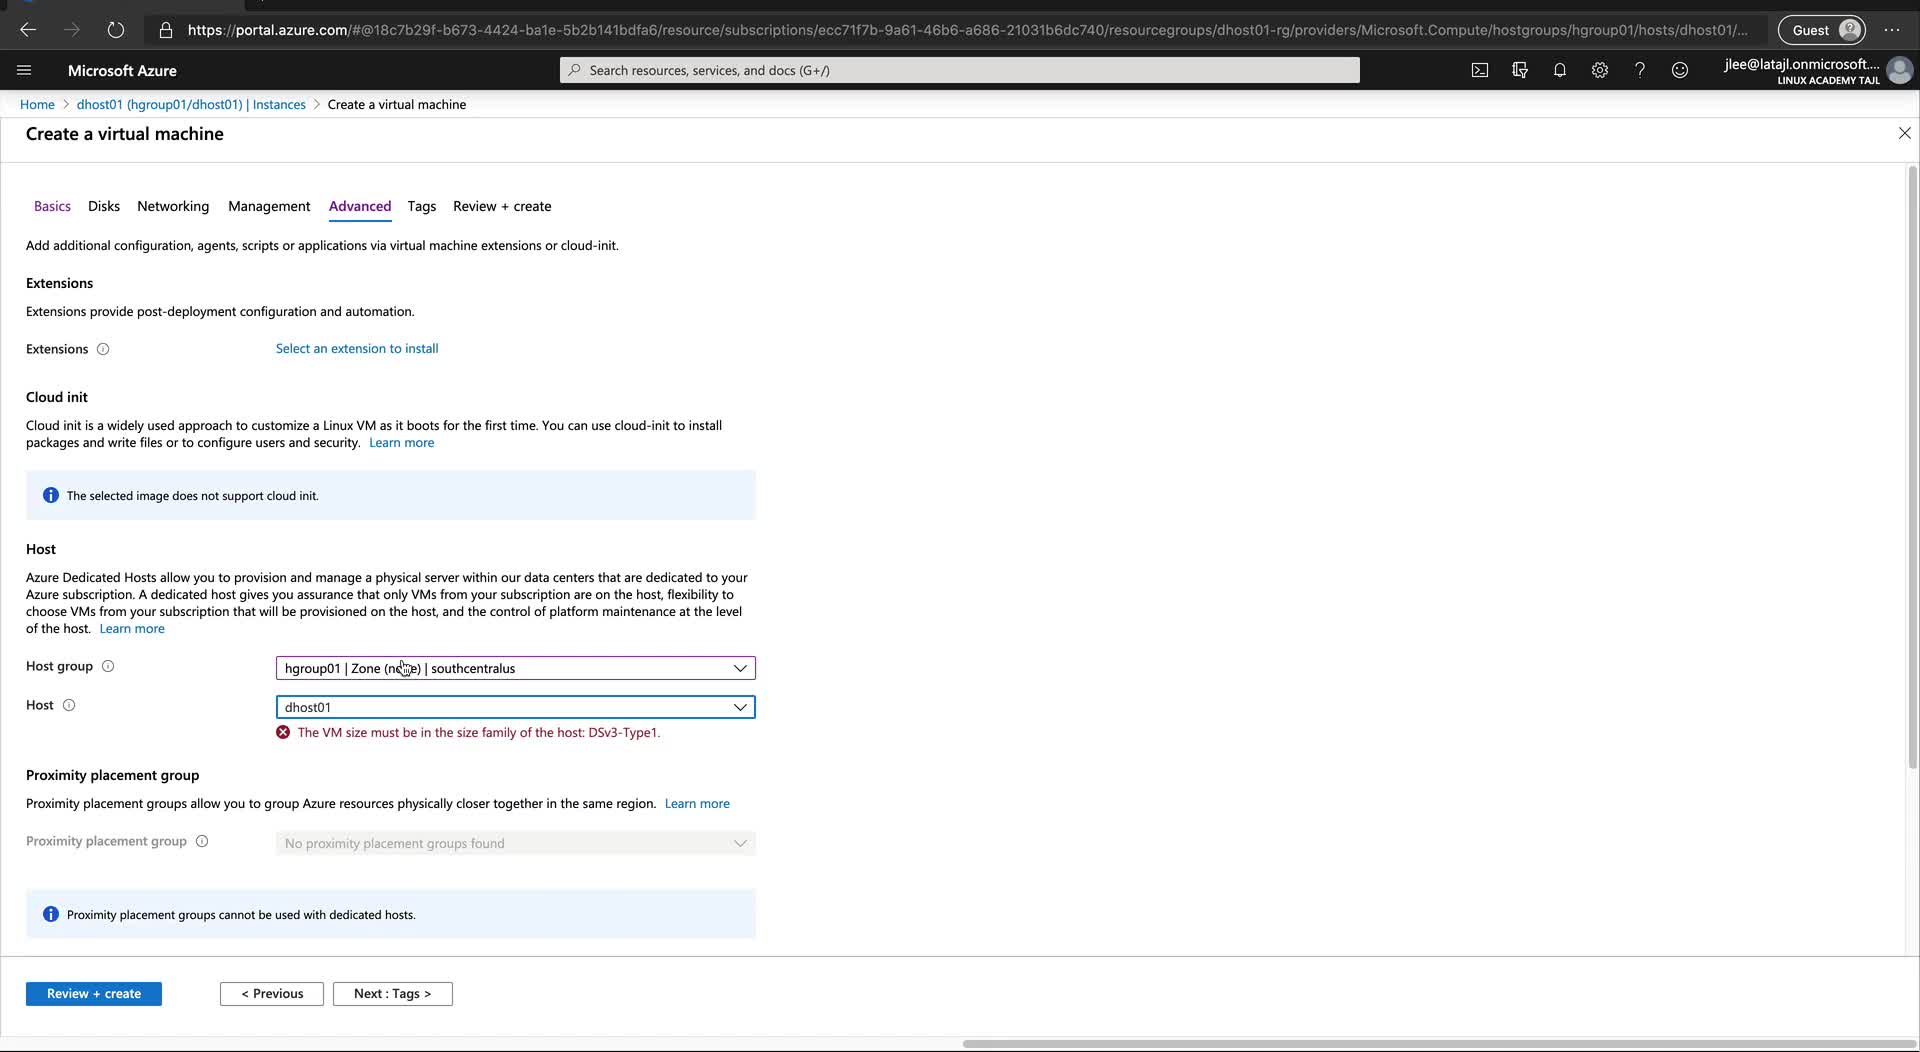 https://portal.azure.com/#@18c7b29f-b673-4424-ba1e-5b2b141bdfa6/resource/subscriptions/ecc71f7b-9a61-46b6-a686-21031b6dc740/resourcegroups/dhost01-rg/providers/Microsoft.Compute/hostgroups/hgroup01/hosts/dhost01/...
Guest
Microsoft Azure
Search resources, services, and docs (G+/)
jlee@latajl.onmicrosoft....
LINUX ACADEMY TAJL
Home > dhost01 (hgroup01/dhost01) | Instances > Create a virtual machine
Create a virtual machine
Basics Disks Networking Management Advanced Tags Review + create
Add additional configuration, agents, scripts or applications via virtual machine extensions or cloud-init.
Extensions
Extensions provide post-deployment configuration and automation.
Extensions Select an extension to install
Cloud init
Cloud init is a widely used approach to customize a Linux VM as it boots for the first time. You can use cloud-init to install
packages and write files or to configure users and security. Learn more
The selected image does not support cloud init.
Host
Azure Dedicated Hosts allow you to provision and manage a physical server within our data centers that are dedicated to your
Azure subscription. A dedicated host gives you assurance that only VMs from your subscription are on the host, flexibility to
choose VMs from your subscription that will be provisioned on the host, and the control of platform maintenance at the level
of the host. Learn more
Host group hgroup01 | Zone (none) | southcentralus
Host dhost01
The VM size must be in the size family of the host: DSv3-Type1.
Proximity placement group
Proximity placement groups allow you to group Azure resources physically closer together in the same region. Learn more
Proximity placement group No proximity placement groups found
Proximity placement groups cannot be used with dedicated hosts.
Review + create < Previous Next : Tags >